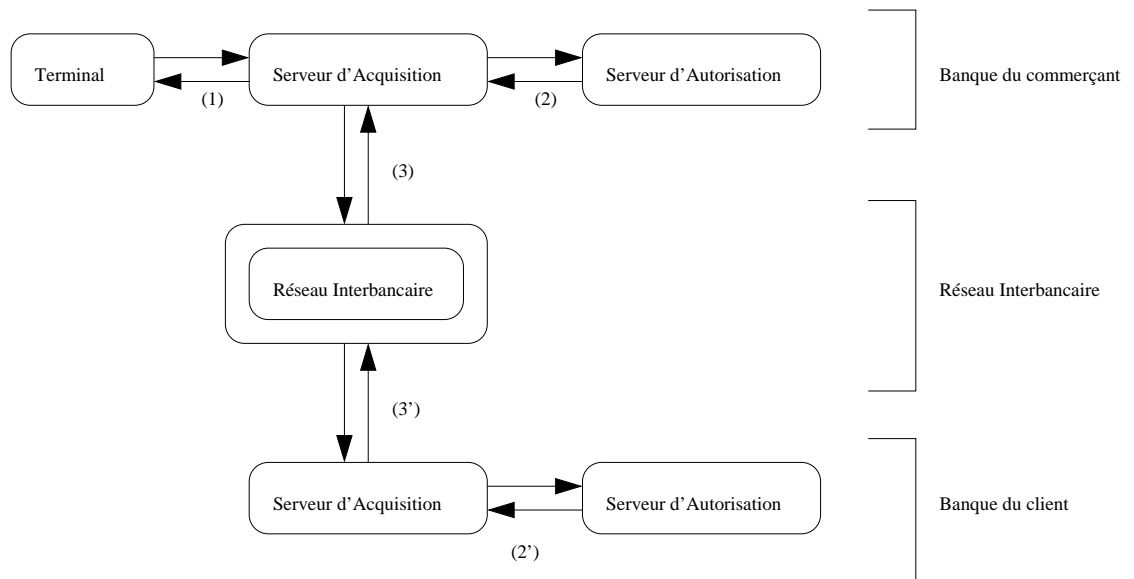 Terminal
Serveur d'Acquisition
Serveur d'Autorisation
Banque du commerçant
(1)
(2)
(3)
Réseau Interbancaire
Réseau Interbancaire
(3')
Serveur d'Acquisition
Serveur d'Autorisation
Banque du client
(2')